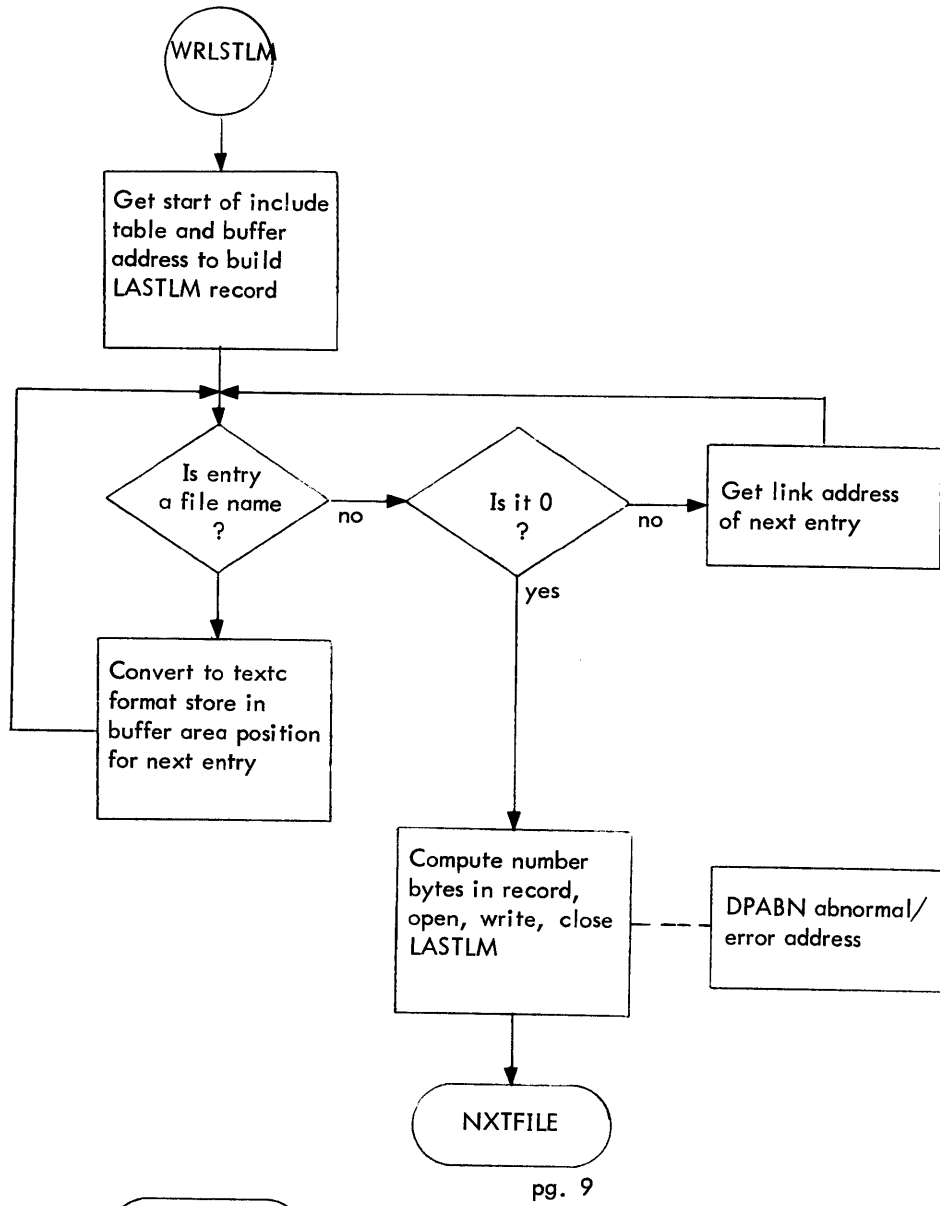 WRLSTLM
Get start of include
table and buffer
address to build
LASTLM record
Is entry
a file name
?
no
Is it 0
?
no
Get link address
of next entry
yes
Convert to textc
format store in
buffer area position
for next entry
Compute number
bytes in record,
open, write, close
LASTLM
DPABN abnormal/
error address
NXTFILE
pg. 9